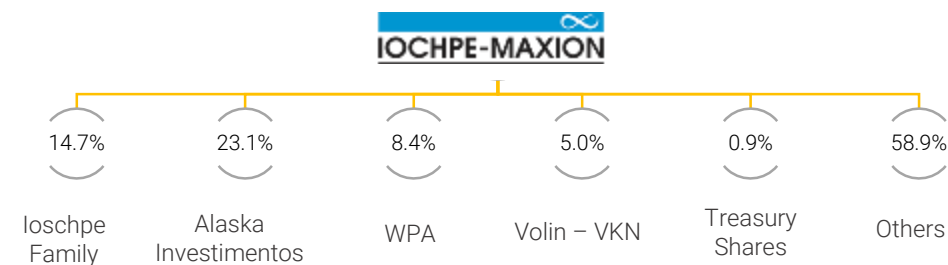 IOCHPE-MAXION
14.7% 23.1% 8.4% 5.0% 0.9% 58.9%
Ioschpe
Family
Alaska
Investimentos
WPA
Volin – VKN
Treasury
Shares
Others